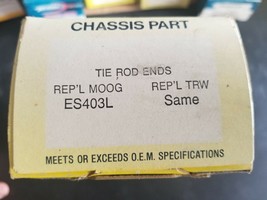 CHASSIS PART
TIE ROD ENDS
REP'L MOOG REP'L TRW
ES403L Same
MEETS OR EXCEEDS O.E.M. SPECIFICATIONS